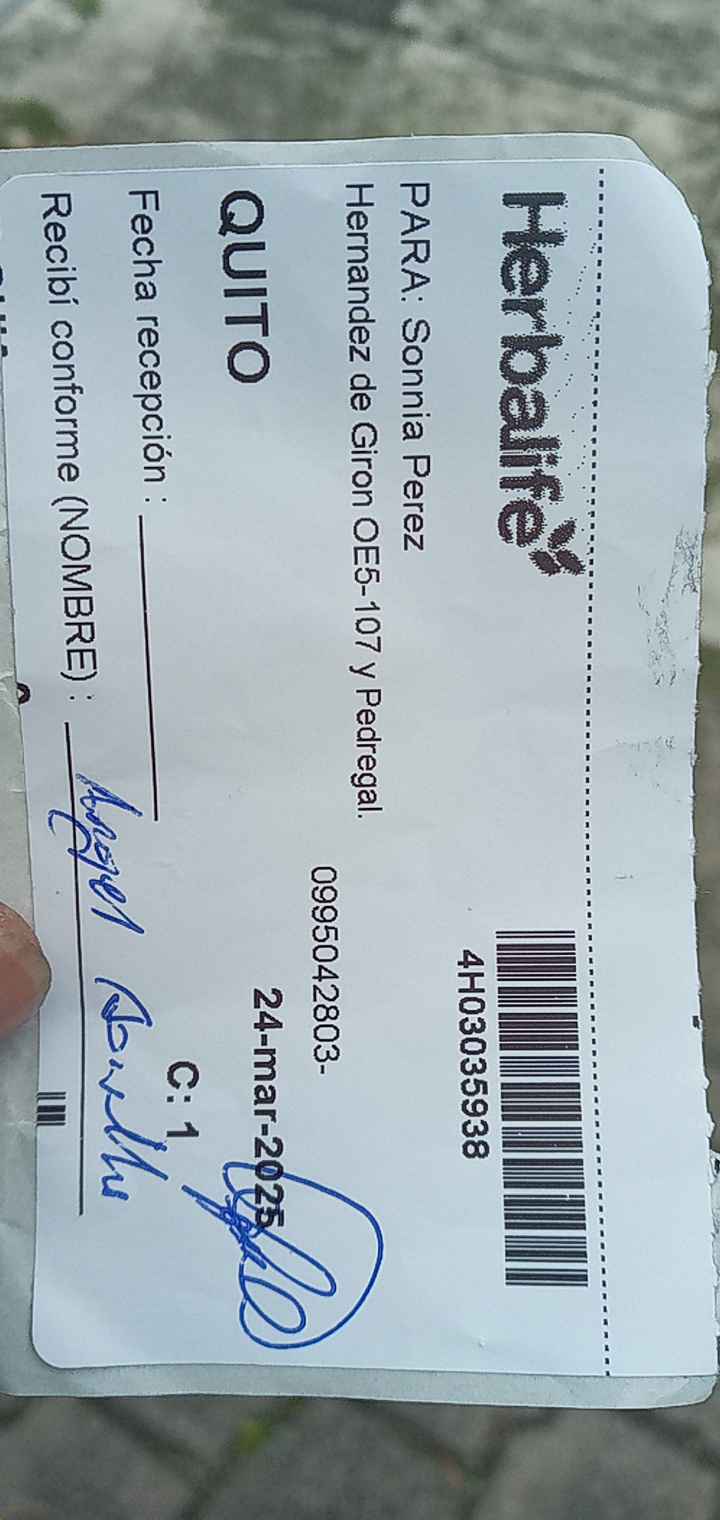 Herbalife
4H03035938
PARA: Sonnia Perez
Hernandez de Giron OE5-107 y Pedregal.
0995042803-
QUITO
24-mar-2025
C: 1
Fecha recepción :
Recibí conforme (NOMBRE) : Angel